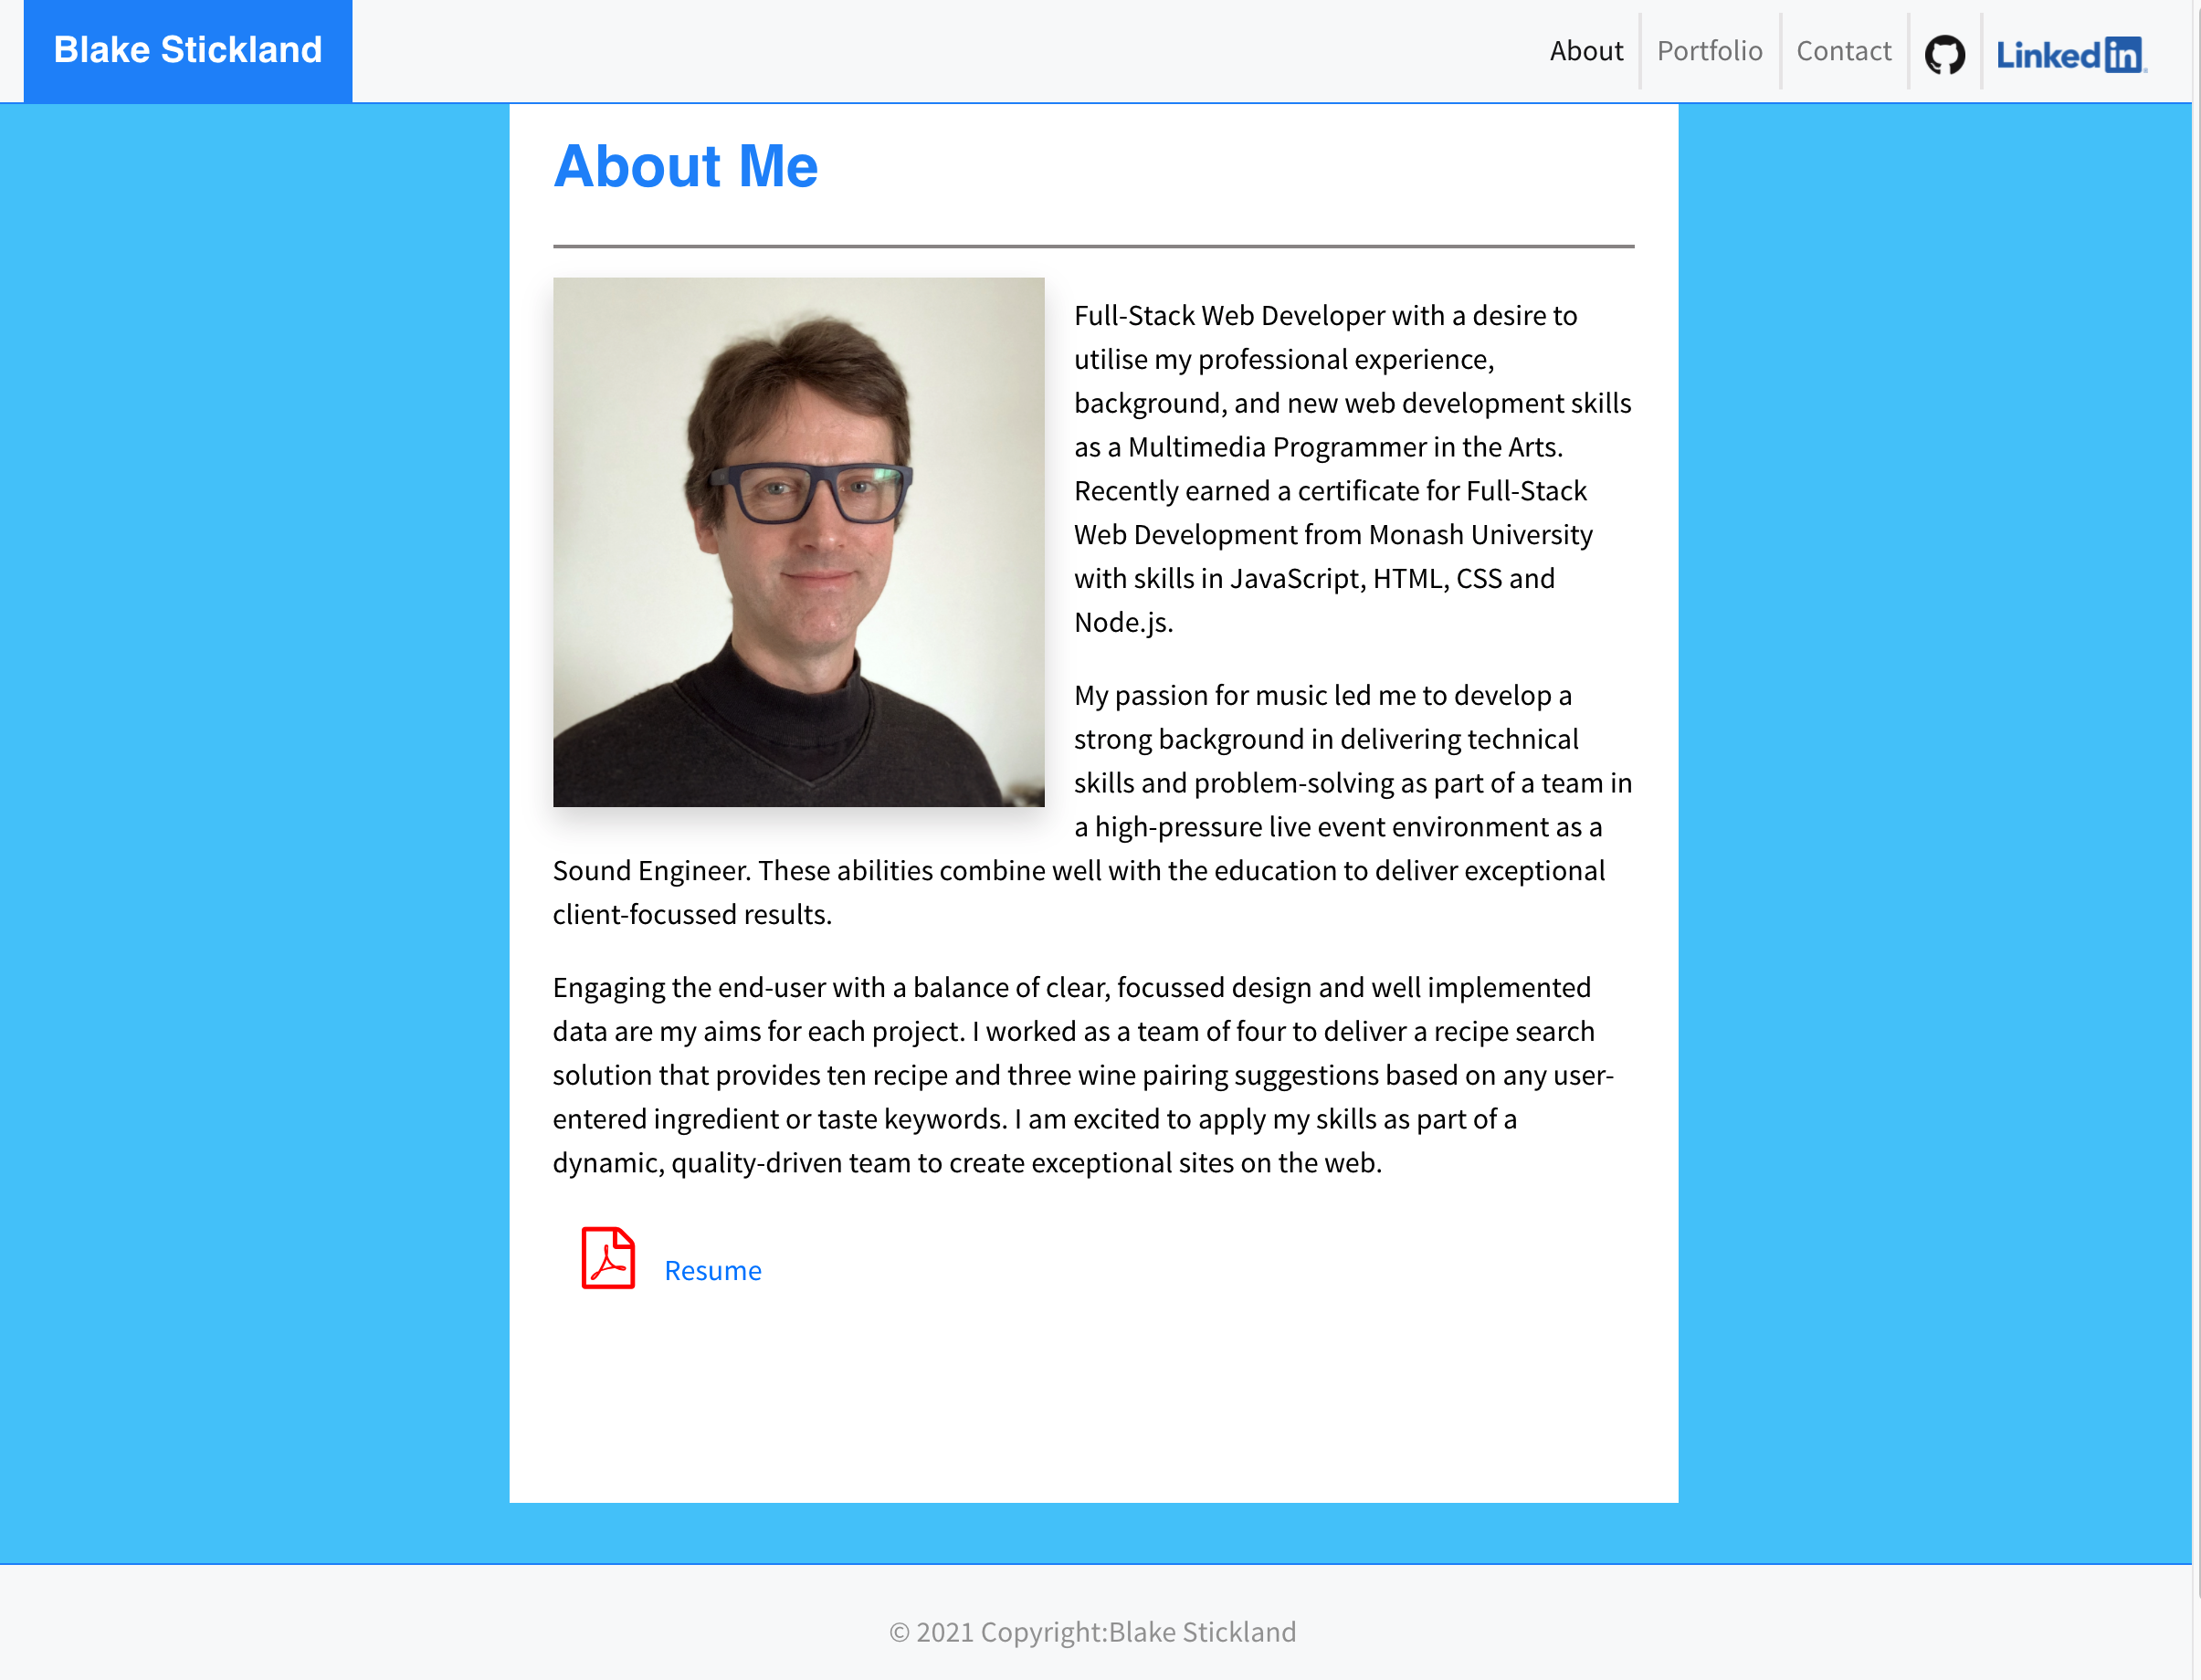 Blake Stickland
About
Portfolio
Contact
LinkedIn
About Me
Full-Stack Web Developer with a desire to
utilise my professional experience,
background, and new web development skills
as a Multimedia Programmer in the Arts.
Recently earned a certificate for Full-Stack
Web Development from Monash University
with skills in JavaScript, HTML, CSS and
Node.js.
My passion for music led me to develop a
strong background in delivering technical
skills and problem-solving as part of a team in
a high-pressure live event environment as a
Sound Engineer. These abilities combine well with the education to deliver exceptional
client-focussed results.
Engaging the end-user with a balance of clear, focussed design and well implemented
data are my aims for each project. I worked as a team of four to deliver a recipe search
solution that provides ten recipe and three wine pairing suggestions based on any user-
entered ingredient or taste keywords. I am excited to apply my skills as part of a
dynamic, quality-driven team to create exceptional sites on the web.
Resume
© 2021 Copyright:Blake Stickland